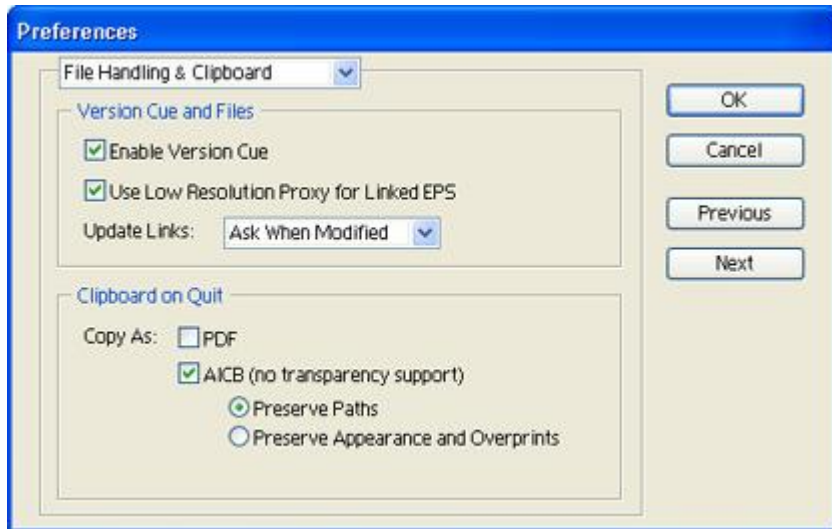 Preferences
File Handling & Clipboard
Version Cue and Files
Enable Version Cue
Use Low Resolution Proxy for Linked EPS
Update Links: Ask When Modified
Clipboard on Quit
Copy As: PDF
AICB (no transparency support)
Preserve Paths
Preserve Appearance and Overprints
OK
Cancel
Previous
Next